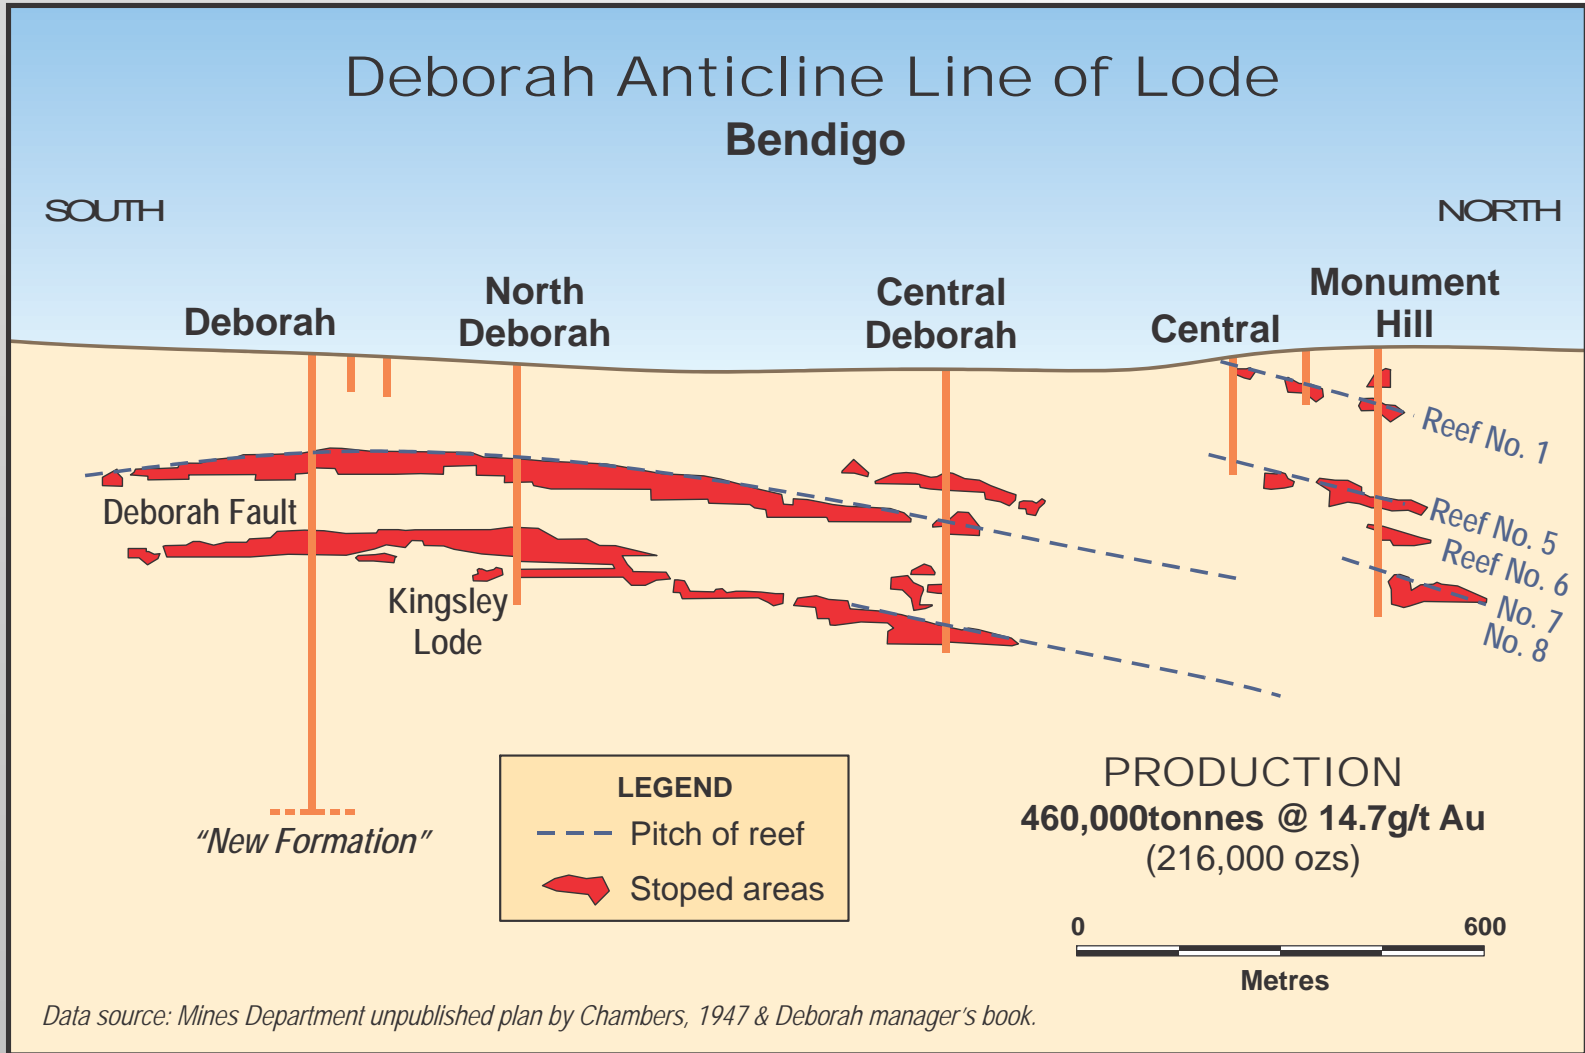 Deborah Anticline Line of Lode
Bendigo
SOUTH
NORTH
Deborah
North
Deborah
Central
Deborah
Central
Monument
Hill
Reef No. 1
Reef No. 5
Reef No. 6
No. 7
No. 8
Deborah Fault
Kingsley
Lode
“New Formation”
LEGEND
Pitch of reef
Stoped areas
PRODUCTION
460,000tonnes @ 14.7g/t Au
(216,000 ozs)
0 600
Metres
Data source: Mines Department unpublished plan by Chambers, 1947 & Deborah manager’s book.